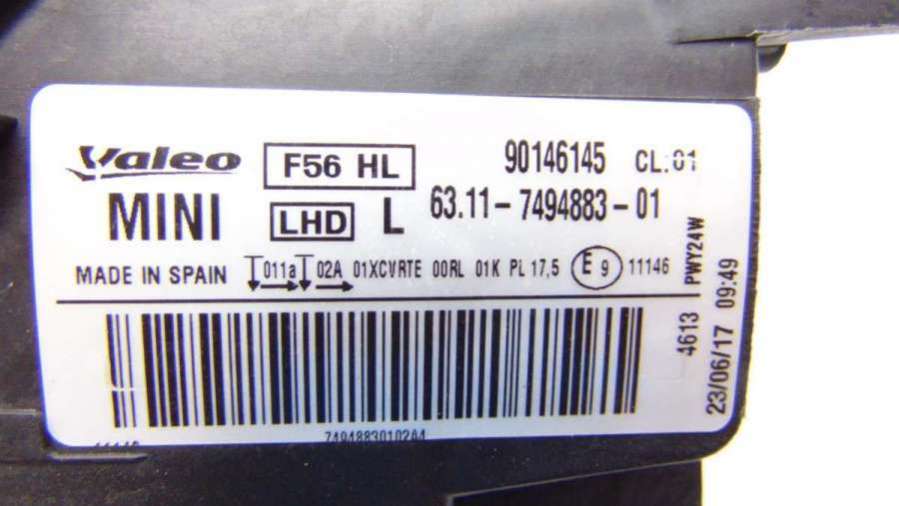 Valeo F56 HL 90146145 CL:01
MINI LHD L 63.11-7494883-01
MADE IN SPAIN 011a 02A 01XCVRTE 00RL 01K PL 17,5 E 9 11146
4613 PWY24W
23/06/17 09:49